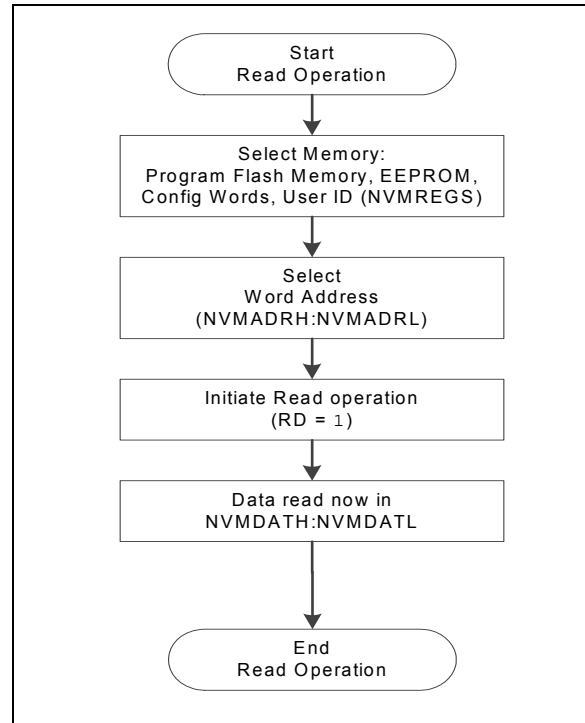 Start
Read Operation
Select Memory:
Program Flash Memory, EEPROM,
Config Words, User ID (NVMREGS)
Select
Word Address
(NVMADRH:NVMADRL)
Initiate Read operation
(RD = 1)
Data read now in
NVMDATH:NVMDATL
End
Read Operation